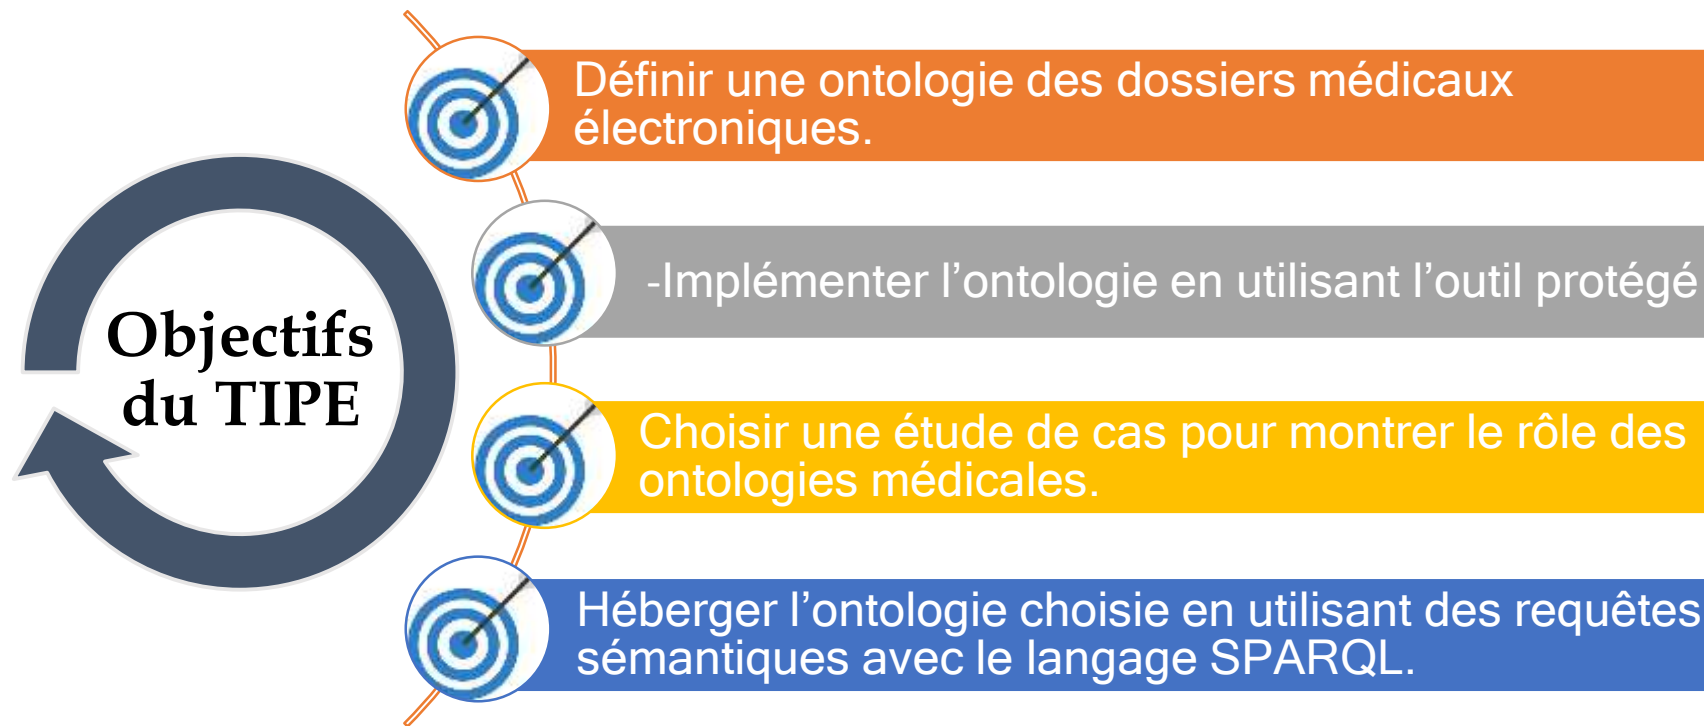 Objectifs
du TIPE
Définir une ontologie des dossiers médicaux
électroniques.
-Implémenter l’ontologie en utilisant l’outil protégé
Choisir une étude de cas pour montrer le rôle des
ontologies médicales.
Héberger l’ontologie choisie en utilisant des requêtes
sémantiques avec le langage SPARQL.